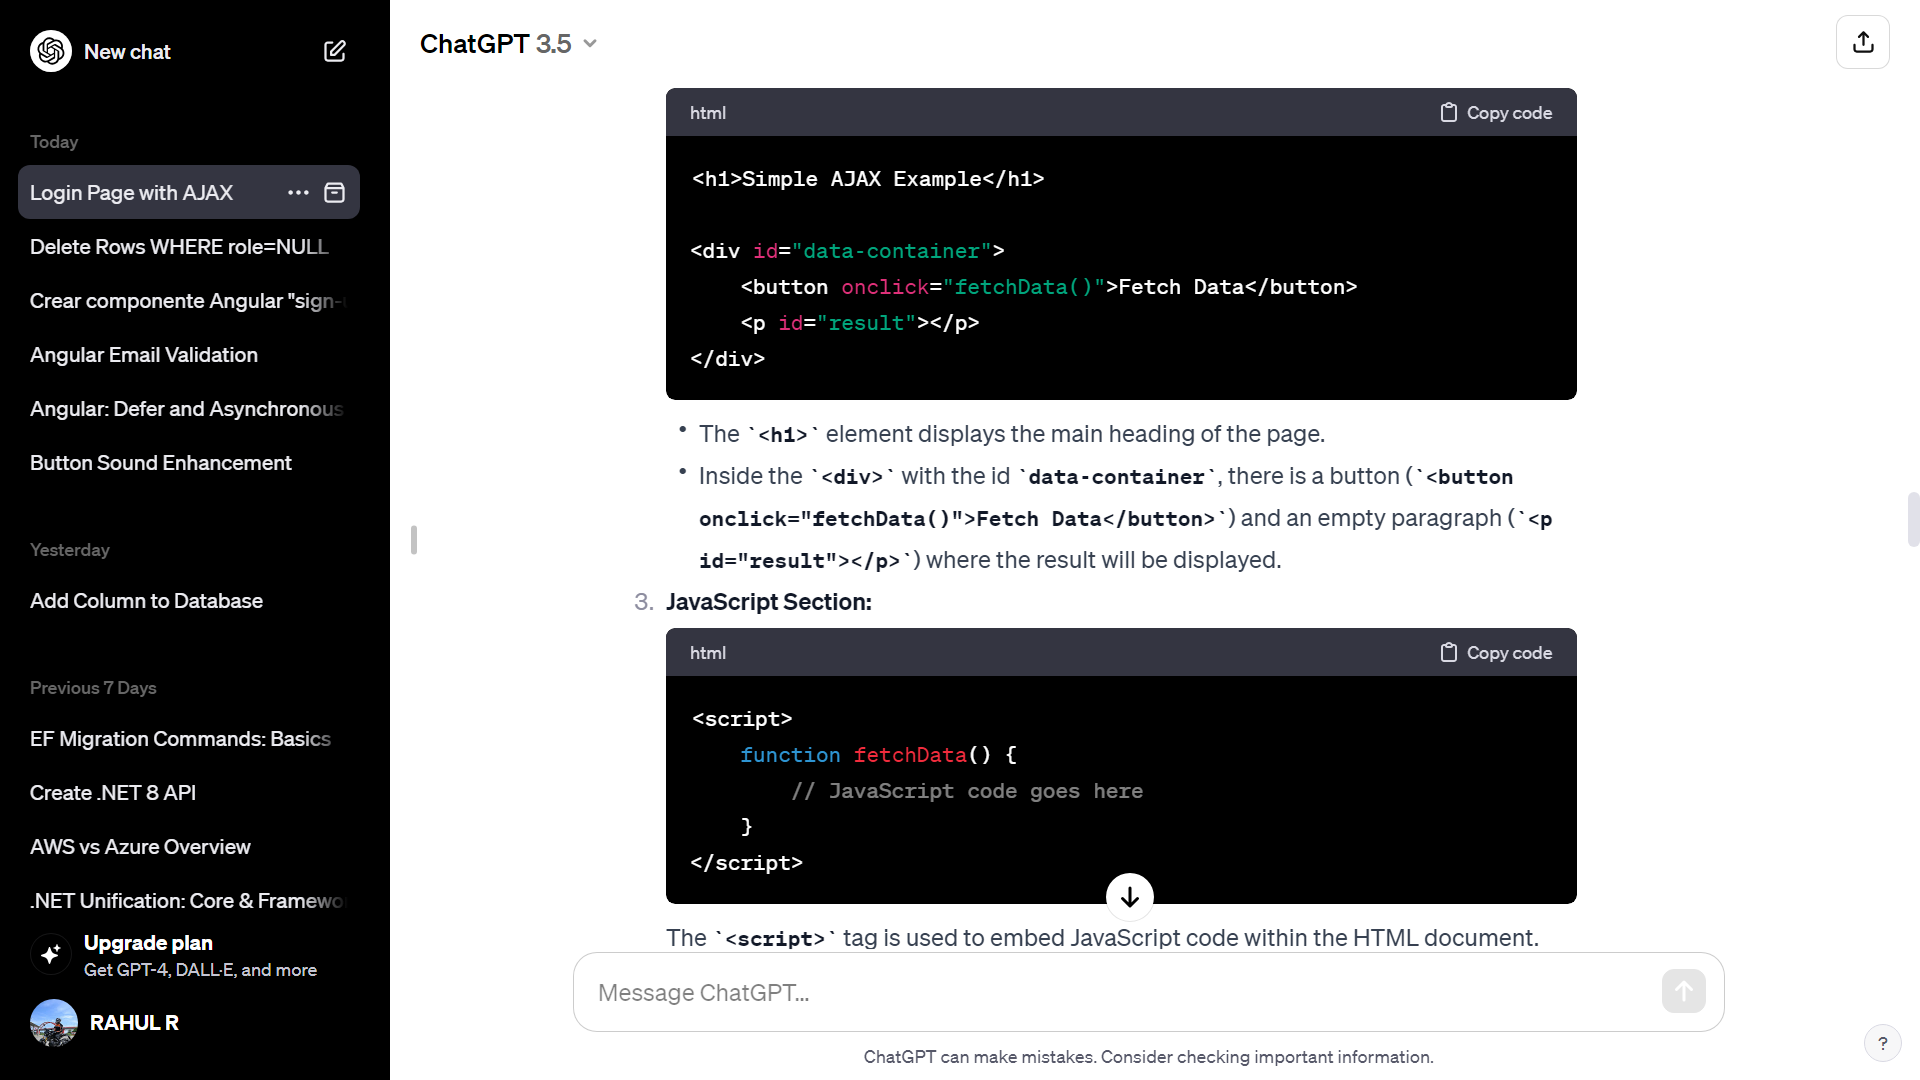 New chat
Today
Login Page with AJAX
Delete Rows WHERE role=NULL
Crear componente Angular "sign-
Angular Email Validation
Angular: Defer and Asynchronous
Button Sound Enhancement
Yesterday
Add Column to Database
Previous 7 Days
EF Migration Commands: Basics
Create .NET 8 API
AWS vs Azure Overview
.NET Unification: Core & Framewo
Upgrade plan
Get GPT-4, DALL·E, and more
RAHUL R
ChatGPT 3.5
html
Copy code
<h1>Simple AJAX Example</h1>
<div id="data-container">
    <button onclick="fetchData()">Fetch Data</button>
    <p id="result"></p>
</div>
• The `<h1>` element displays the main heading of the page.
• Inside the `<div>` with the id `data-container`, there is a button (`<button
onclick="fetchData()">Fetch Data</button>`) and an empty paragraph (`<p
id="result"></p>`) where the result will be displayed.
3. JavaScript Section:
html
Copy code
<script>
    function fetchData() {
        // JavaScript code goes here
    }
</script>
The `<script>` tag is used to embed JavaScript code within the HTML document.
Message ChatGPT...
ChatGPT can make mistakes. Consider checking important information.
?